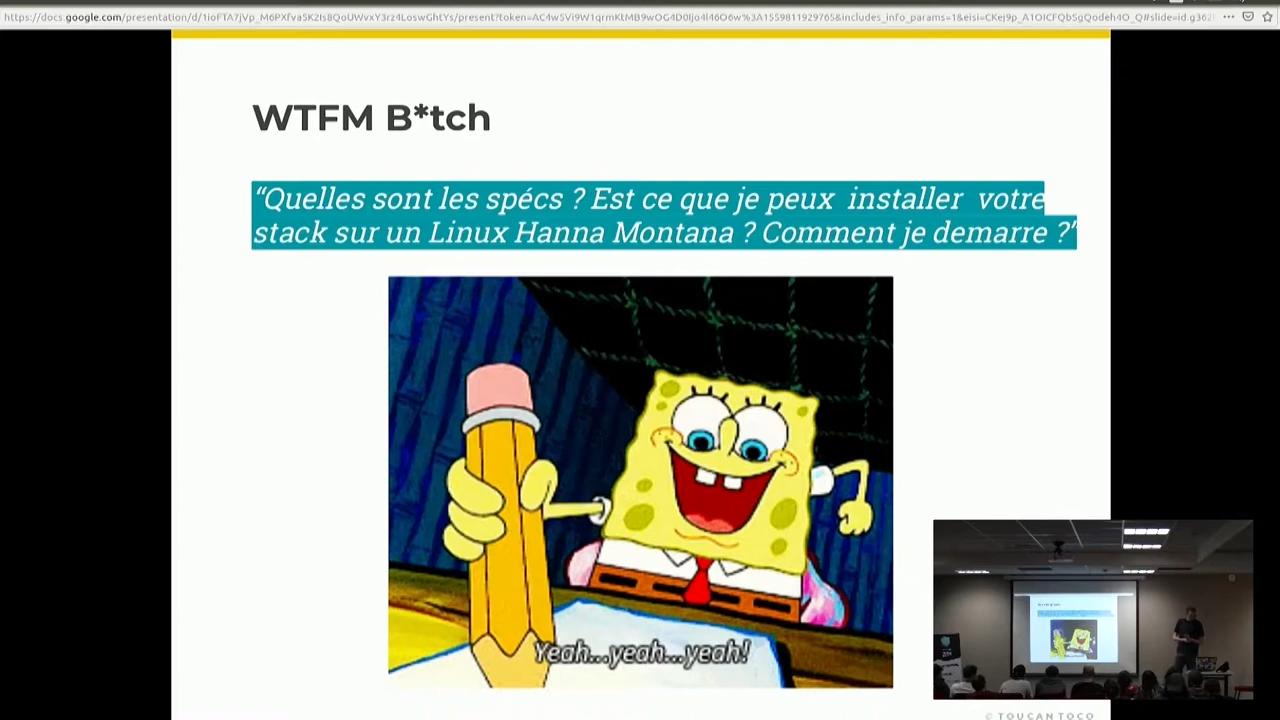 WTFM B*tch
“Quelles sont les spécs ? Est ce que je peux installer votre
stack sur un Linux Hanna Montana ? Comment je demarre ?”
Yeah...yeah...yeah!
© TOUCAN TOCO